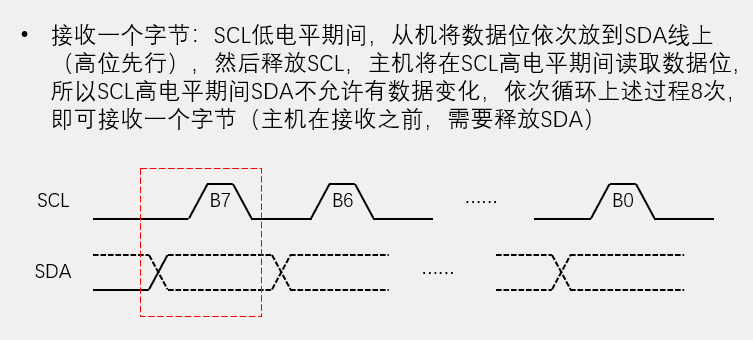 • 接收一个字节：SCL低电平期间，从机将数据位依次放到SDA线上
（高位先行），然后释放SCL，主机将在SCL高电平期间读取数据位，
所以SCL高电平期间SDA不允许有数据变化，依次循环上述过程8次，
即可接收一个字节（主机在接收之前，需要释放SDA）
SCL B7 B6 ...... B0
SDA ......